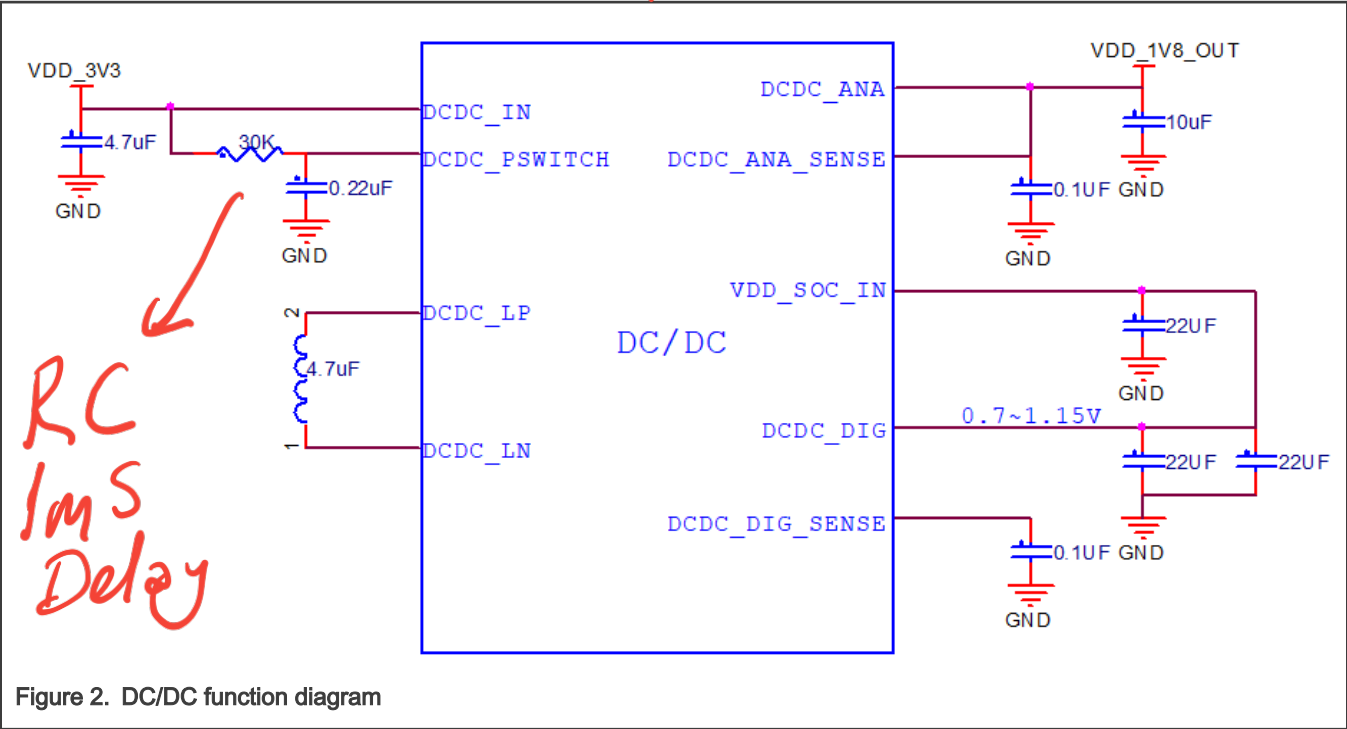 VDD_3V3
4.7uF
GND
30K
0.22uF
GND
DCDC_IN
DCDC_PSWITCH
2
4.7uF
1
DCDC_LP
DCDC_LN
RC
1mS
Delay
DC/DC
DCDC_ANA
DCDC_ANA_SENSE
VDD_SOC_IN
DCDC_DIG
DCDC_DIG_SENSE
VDD_1V8_OUT
10uF
0.1UF GND
GND
22UF
GND
0.7~1.15V
22UF
22UF
0.1UF GND
GND
Figure 2. DC/DC function diagram